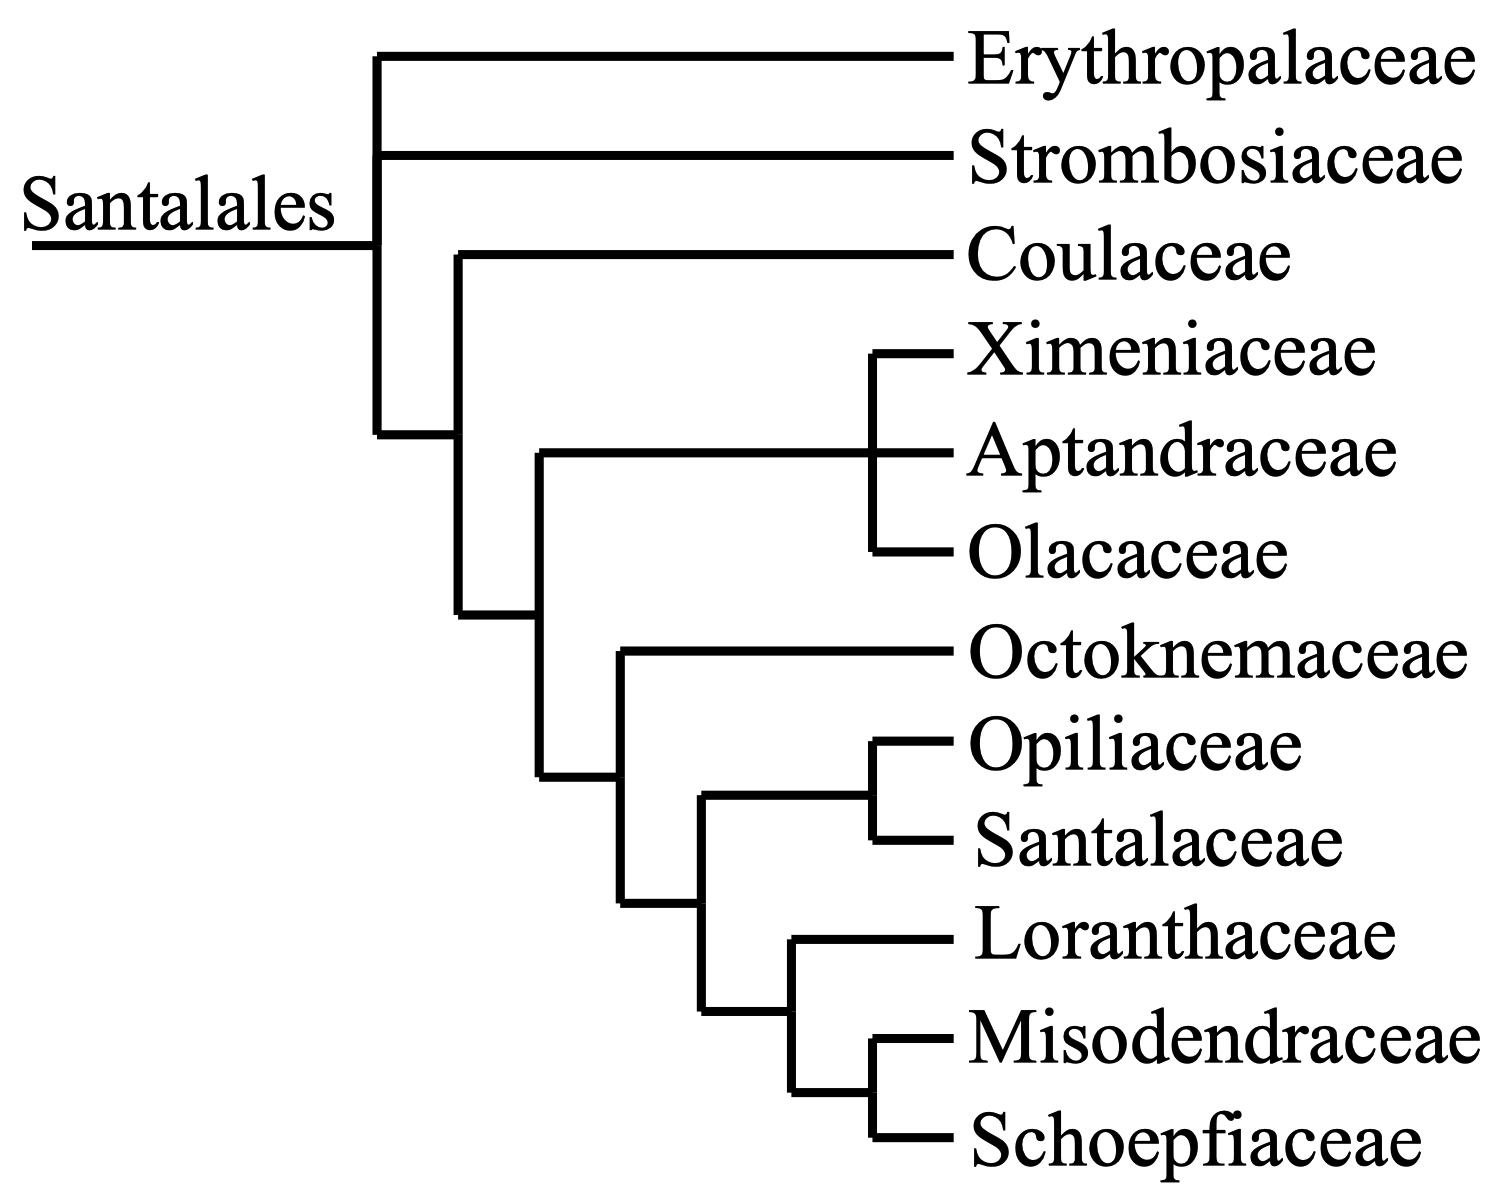 Erythropalaceae
Strombosiaceae
Santalales
Coulaceae
Ximeniaceae
Aptandraceae
Olacaceae
Octoknemaceae
Opiliaceae
Santalaceae
Loranthaceae
Misodendraceae
Schoepfiaceae